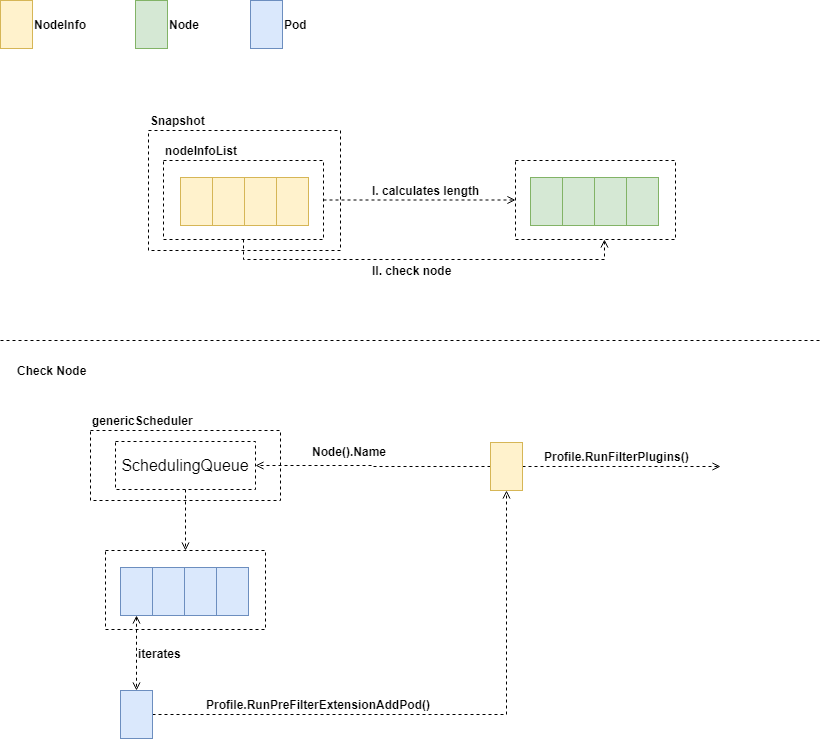 NodeInfo
Node
Pod
Snapshot
nodeInfoList
I. calculates length
II. check node
Check Node
genericScheduler
SchedulingQueue
Node().Name
Profile.RunFilterPlugins()
iterates
Profile.RunPreFilterExtensionAddPod()